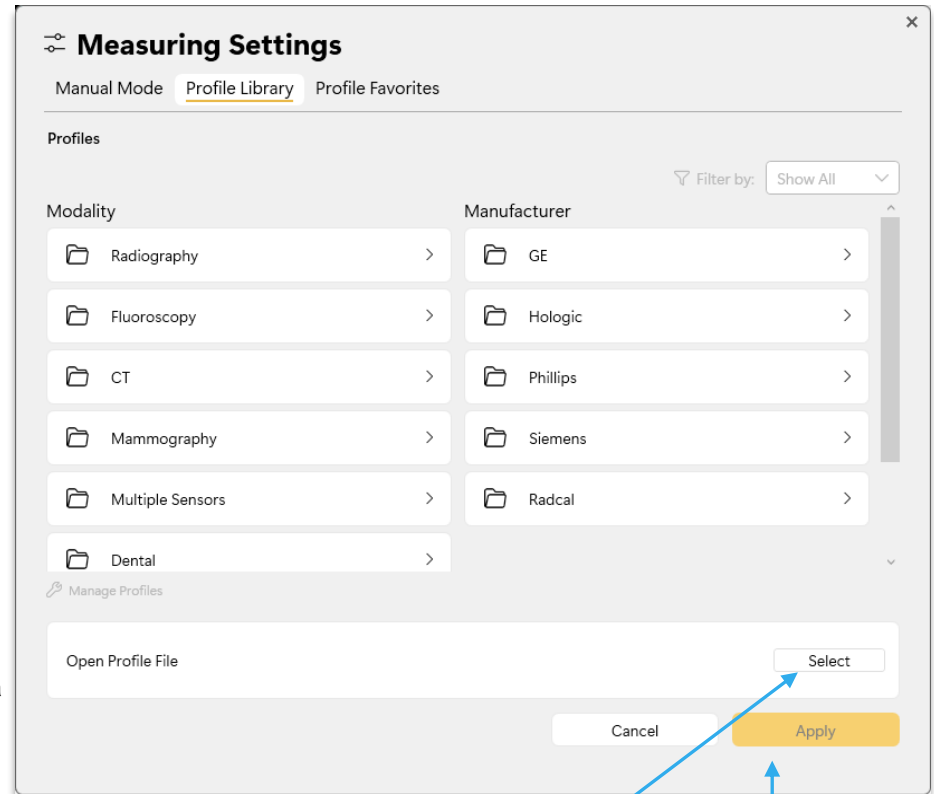 Measuring Settings
Manual Mode Profile Library Profile Favorites
Profiles
Filter by: Show All
Modality Manufacturer
Radiography GE
Fluoroscopy Hologic
CT Phillips
Mammography Siemens
Multiple Sensors Radcal
Dental
Manage Profiles
Open Profile File Select
Cancel Apply